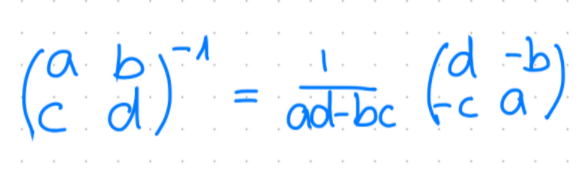 (a b)⁻¹ = 1 (d -b)
(c d) ad-bc (-c a)